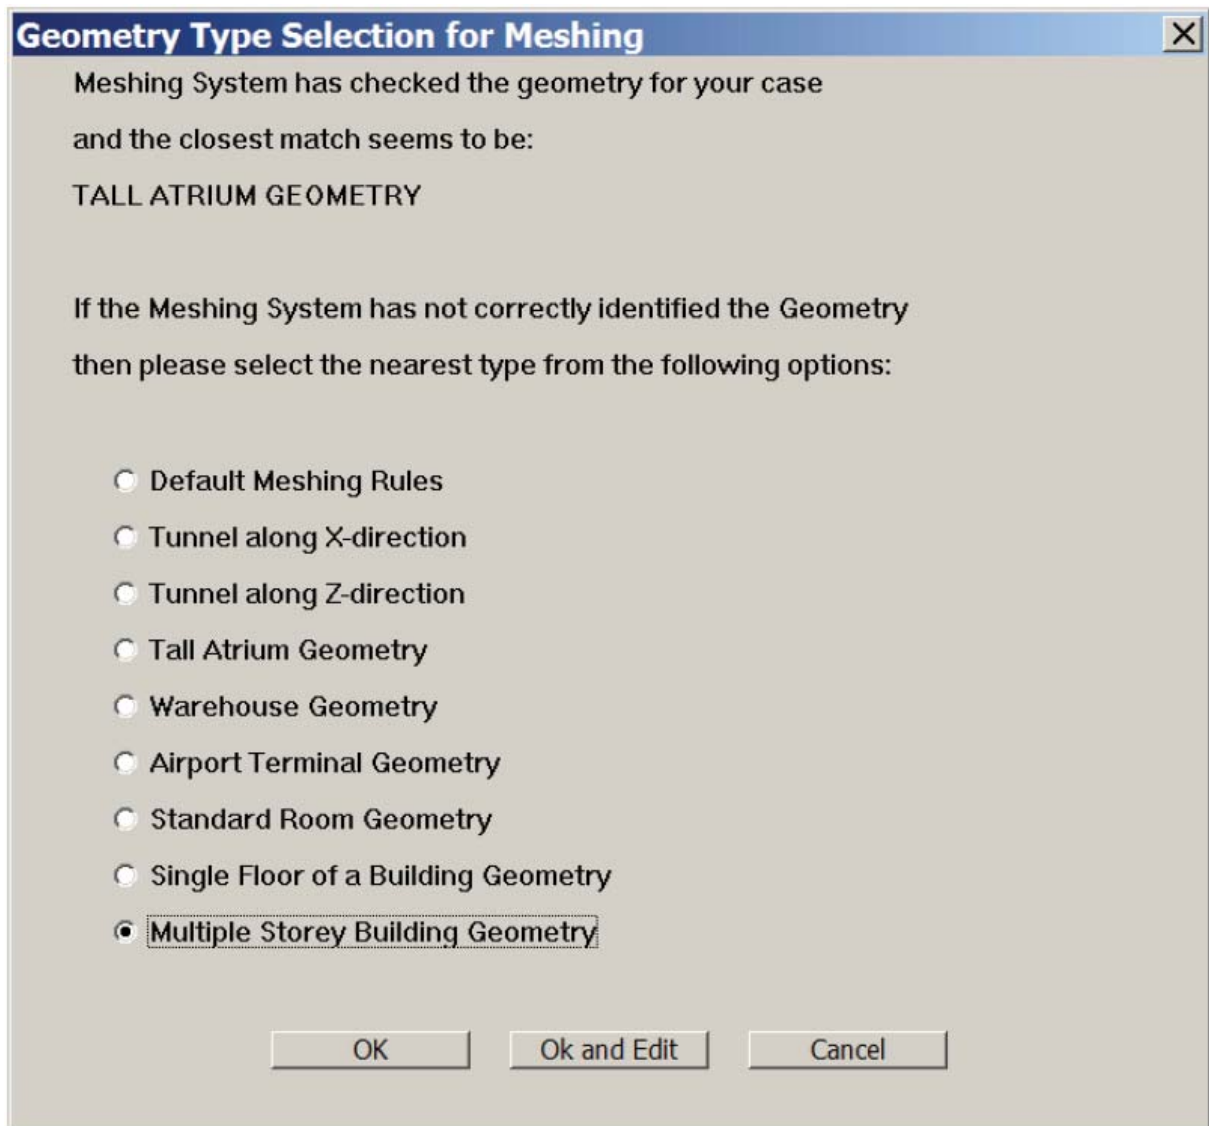 Geometry Type Selection for Meshing
Meshing System has checked the geometry for your case
and the closest match seems to be:
TALL ATRIUM GEOMETRY
If the Meshing System has not correctly identified the Geometry
then please select the nearest type from the following options:
Default Meshing Rules
Tunnel along X-direction
Tunnel along Z-direction
Tall Atrium Geometry
Warehouse Geometry
Airport Terminal Geometry
Standard Room Geometry
Single Floor of a Building Geometry
Multiple Storey Building Geometry
OK Ok and Edit Cancel